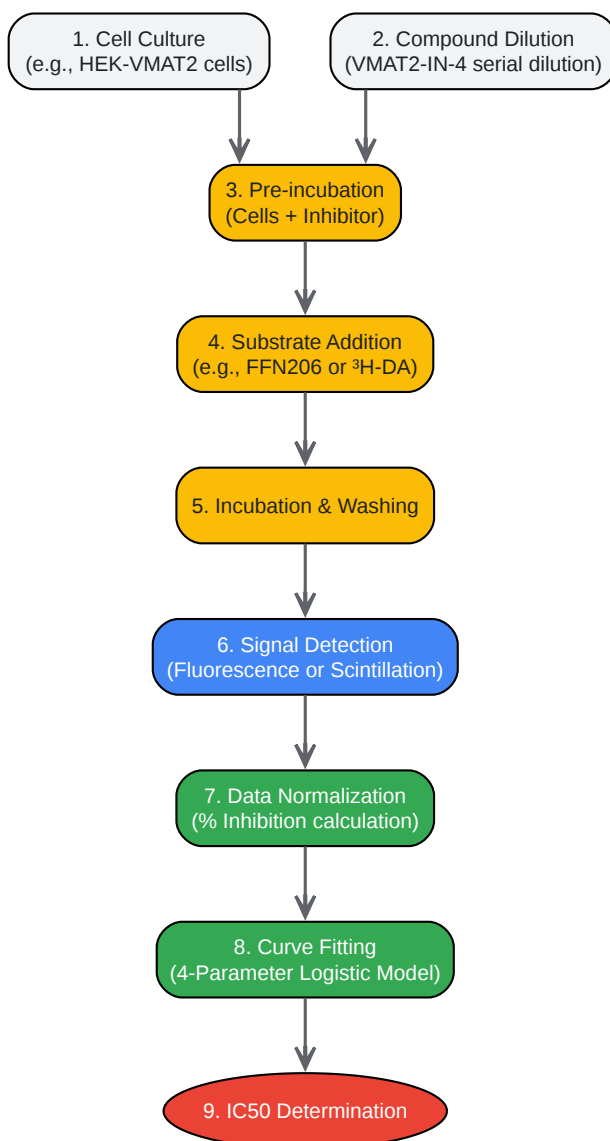 1. Cell Culture
(e.g., HEK-VMAT2 cells)
2. Compound Dilution
(VMAT2-IN-4 serial dilution)
3. Pre-incubation
(Cells + Inhibitor)
4. Substrate Addition
(e.g., FFN206 or ³H-DA)
5. Incubation & Washing
6. Signal Detection
(Fluorescence or Scintillation)
7. Data Normalization
(% Inhibition calculation)
8. Curve Fitting
(4-Parameter Logistic Model)
9. IC50 Determination